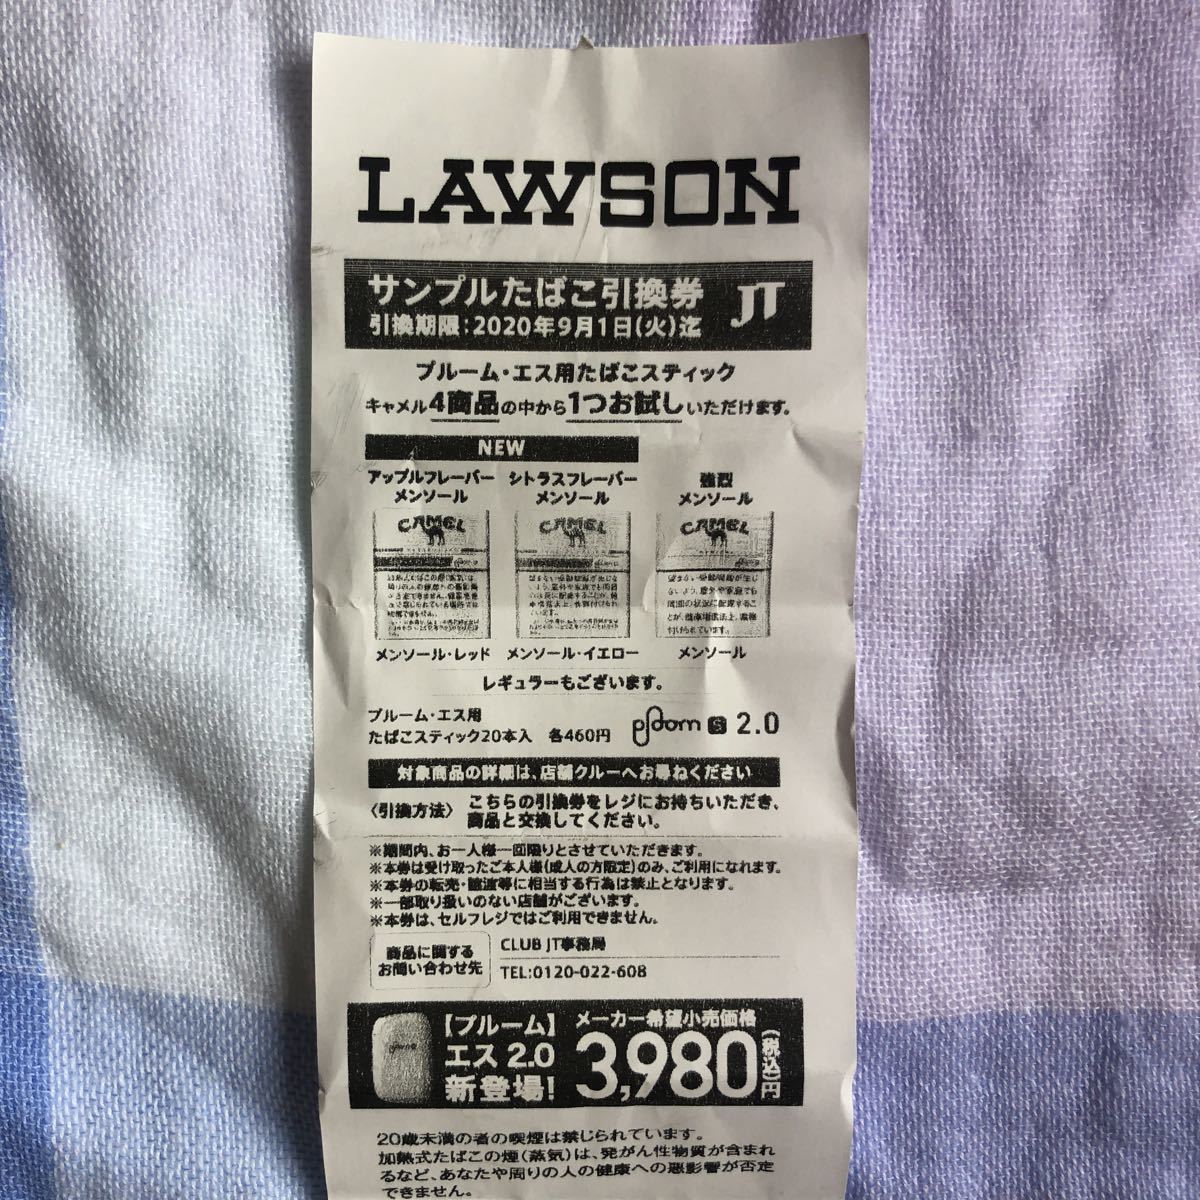 LAWSON
サンプルたばこ引換券
JT
引換期限:2020年9月1日(火)迄
プルーム・エス用たばこスティック
キャメル4商品の中から1つお試しいただけます。
NEW
アップルフレーバー
メンソール
シトラスフレーバー
メンソール
強烈
メンソール
CAMEL
CAMEL
CAMEL
メンソール・レッド
メンソール・イエロー
メンソール
レギュラーもございます。
プルーム・エス用
たばこスティック20本入 各460円
ploom S 2.0
対象商品の詳細は、店舗クルーへお尋ねください
〈引換方法〉
こちらの引換券をレジにお持ちいただき、
商品と交換してください。
※期間内、お一人様一回限りとさせていただきます。
※本券は受け取ったご本人様(成人の方限定)のみ、ご利用になれます。
※本券の転売・譲渡等に相当する行為は禁止となります。
※一部取り扱いのない店舗がございます。
※本券は、セルフレジではご利用できません。
商品に関する
お問い合わせ先
CLUB JT事務局
TEL:0120-022-608
【プルーム】
エス 2.0
新登場!
メーカー希望小売価格
3,980円(税込)
20歳未満の者の喫煙は禁じられています。
加熱式たばこの煙(蒸気)は、発がん性物質が含まれ
るなど、あなたや周りの人の健康への悪影響が否定
できません。